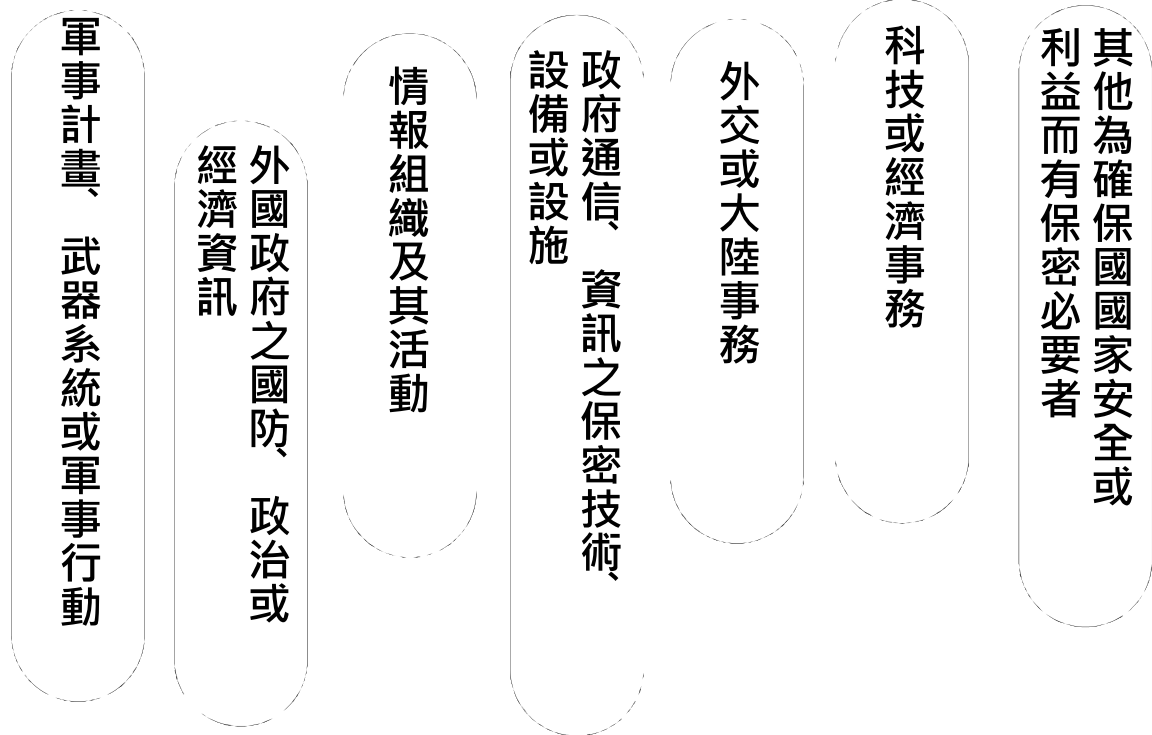 軍事計畫、武器系統或軍事行動
外國政府之國防、政治或
經濟資訊
情報組織及其活動
政府通信、資訊之保密技術、
設備或設施
外交或大陸事務
科技或經濟事務
其他為確保國國家安全或
利益而有保密必要者